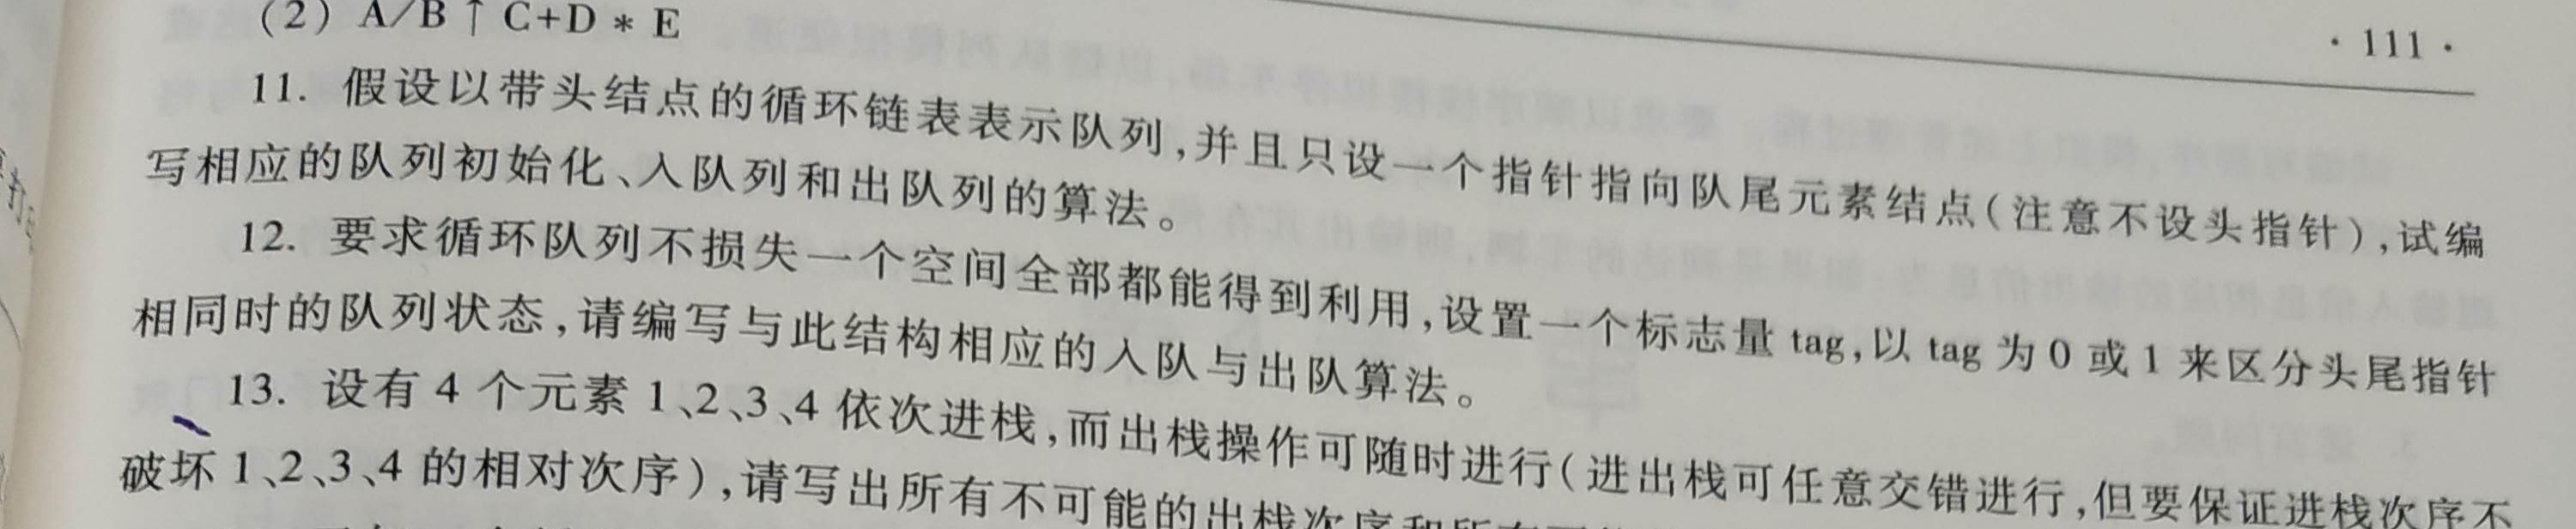 (2) A/B↑C+D*E
·111·
11. 假设以带头结点的循环链表表示队列,并且只设一个指针指向队尾元素结点(注意不设头指针),试编
写相应的队列初始化、入队列和出队列的算法。
12. 要求循环队列不损失一个空间全部都能得到利用,设置一个标志量 tag,以 tag 为 0 或 1 来区分头尾指针
相同时的队列状态,请编写与此结构相应的入队与出队算法。
13. 设有 4 个元素 1、2、3、4 依次进栈,而出栈操作可随时进行(进出栈可任意交错进行,但要保证进栈次序不
破坏 1、2、3、4 的相对次序),请写出所有不可能的出栈次序和所有